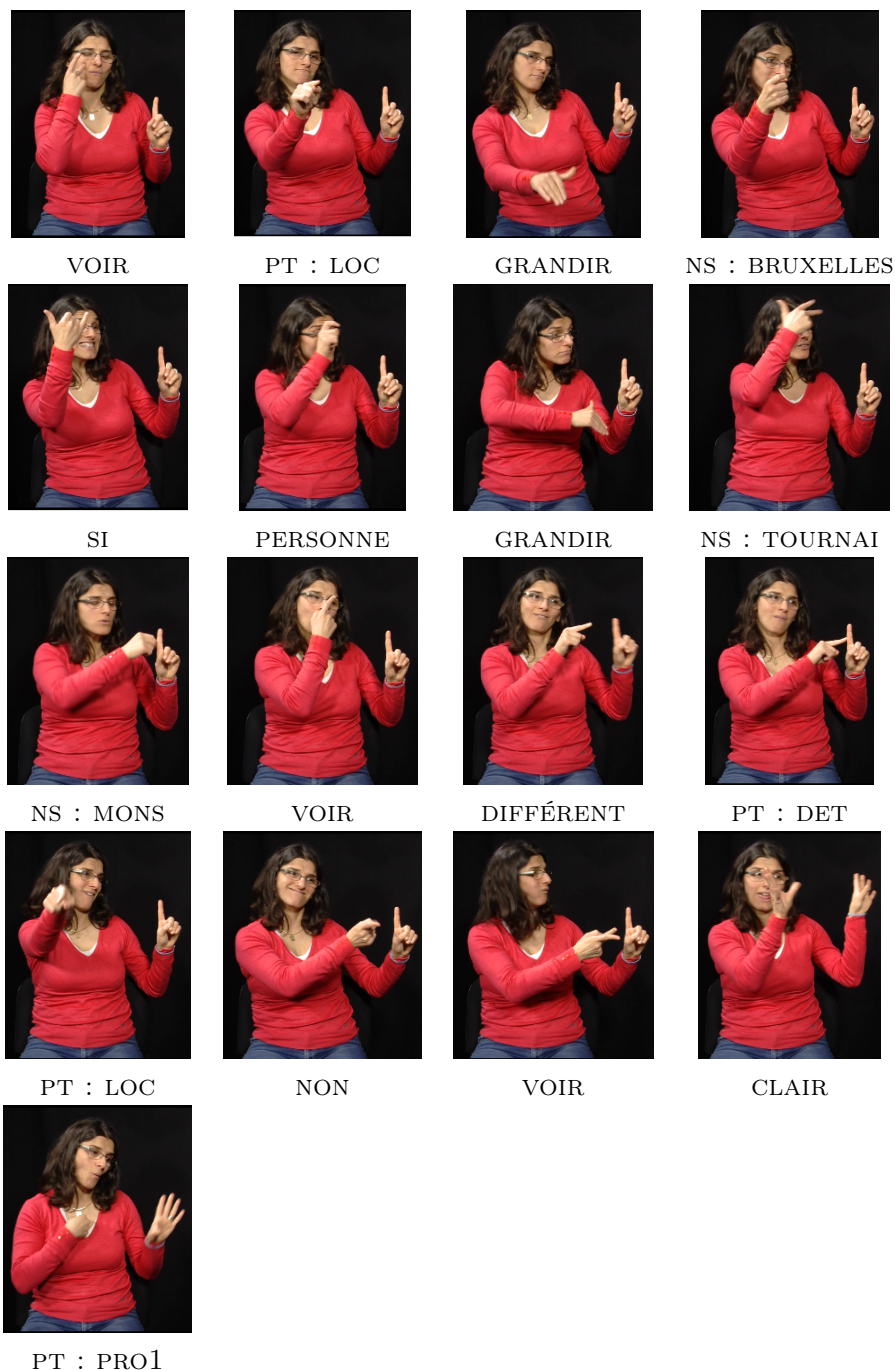 VOIR PT : LOC GRANDIR NS : BRUXELLES
SI PERSONNE GRANDIR NS : TOURNAI
NS : MONS VOIR DIFFÉRENT PT : DET
PT : LOC NON VOIR CLAIR
PT : PRO1